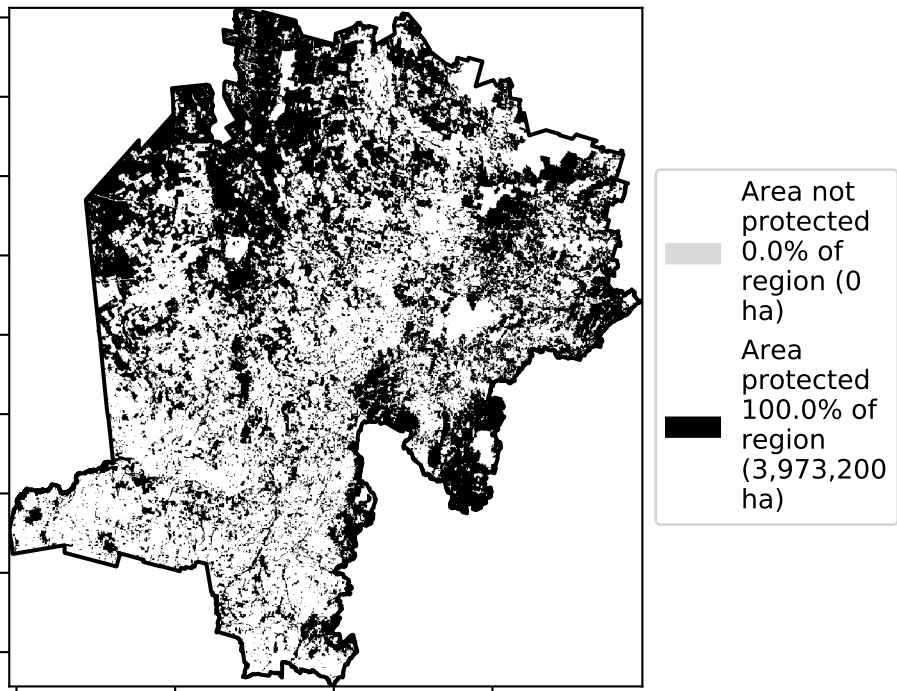 Area not
protected
0.0% of
region (0
ha)
Area
protected
100.0% of
region
(3,973,200
ha)